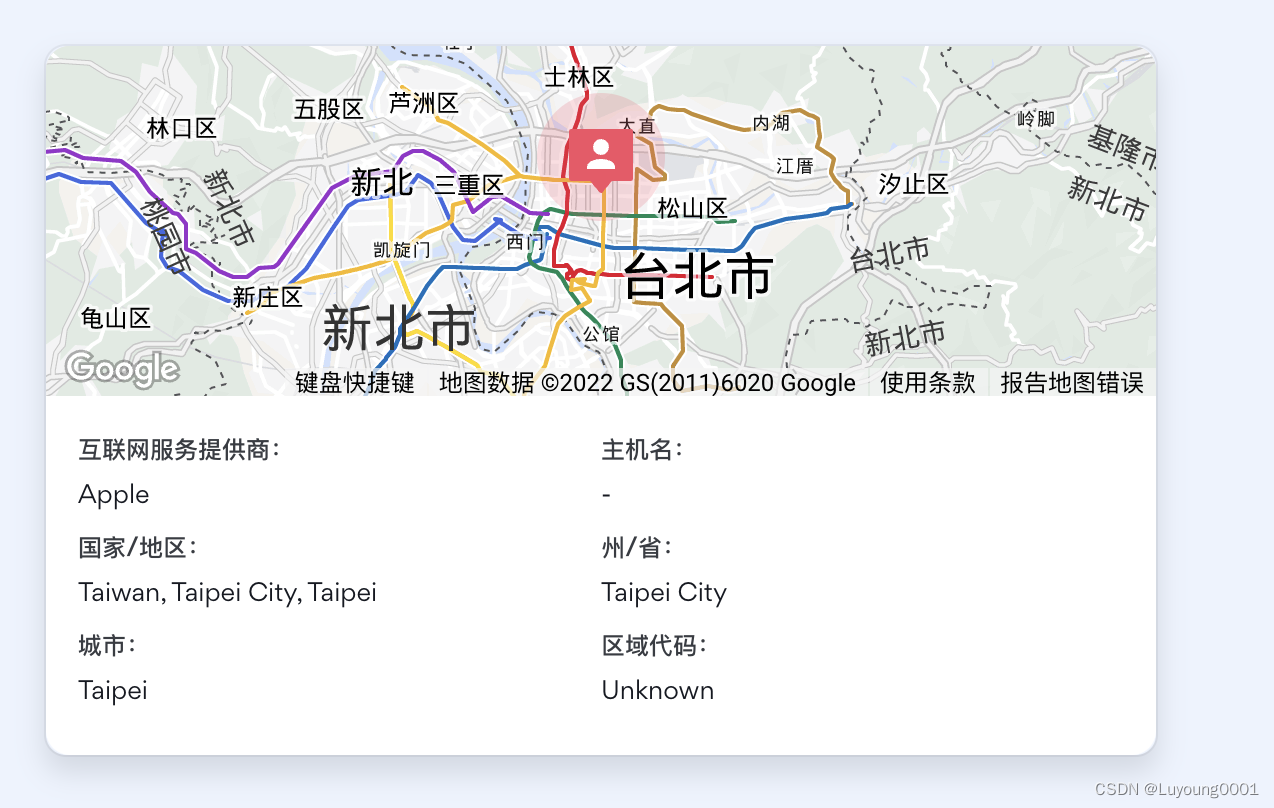 士林区
芦洲区
五股区
大直
内湖
岭脚
林口区
基隆市
江厝
新北
三重区
汐止区
新北市
新北市
松山区
桃园市
西门
凯旋门
台北市
台北市
新庄区
龟山区
新北市
公馆
新北市
Google
键盘快捷键 地图数据 ©2022 GS(2011)6020 Google 使用条款 报告地图错误
互联网服务提供商：
Apple
主机名：
-
国家/地区：
Taiwan, Taipei City, Taipei
州/省：
Taipei City
城市：
Taipei
区域代码：
Unknown
CSDN @Luyoung0001